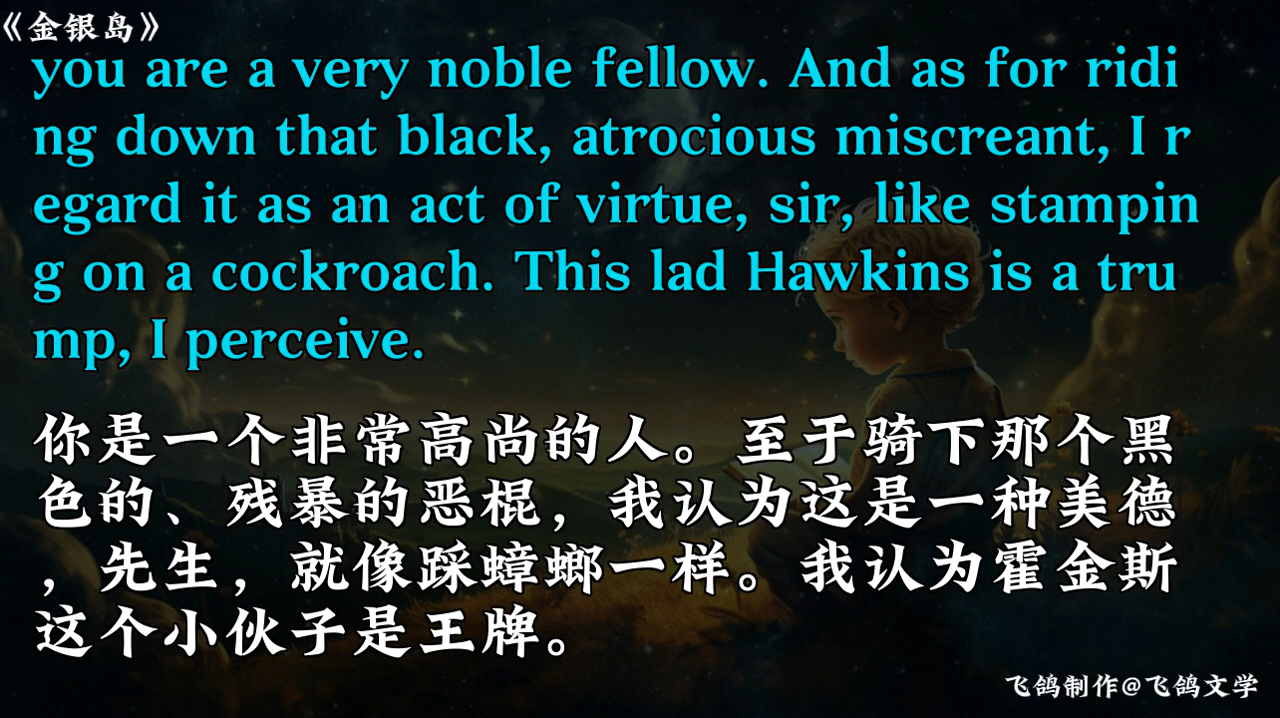 《金银岛》
you are a very noble fellow. And as for ridi
ng down that black, atrocious miscreant, I r
egard it as an act of virtue, sir, like stampin
g on a cockroach. This lad Hawkins is a tru
mp, I perceive.
你是一个非常高尚的人。至于骑下那个黑
色的、残暴的恶棍，我认为这是一种美德
，先生，就像踩蟑螂一样。我认为霍金斯
这个小伙子是王牌。
飞鸽制作@飞鸽文学